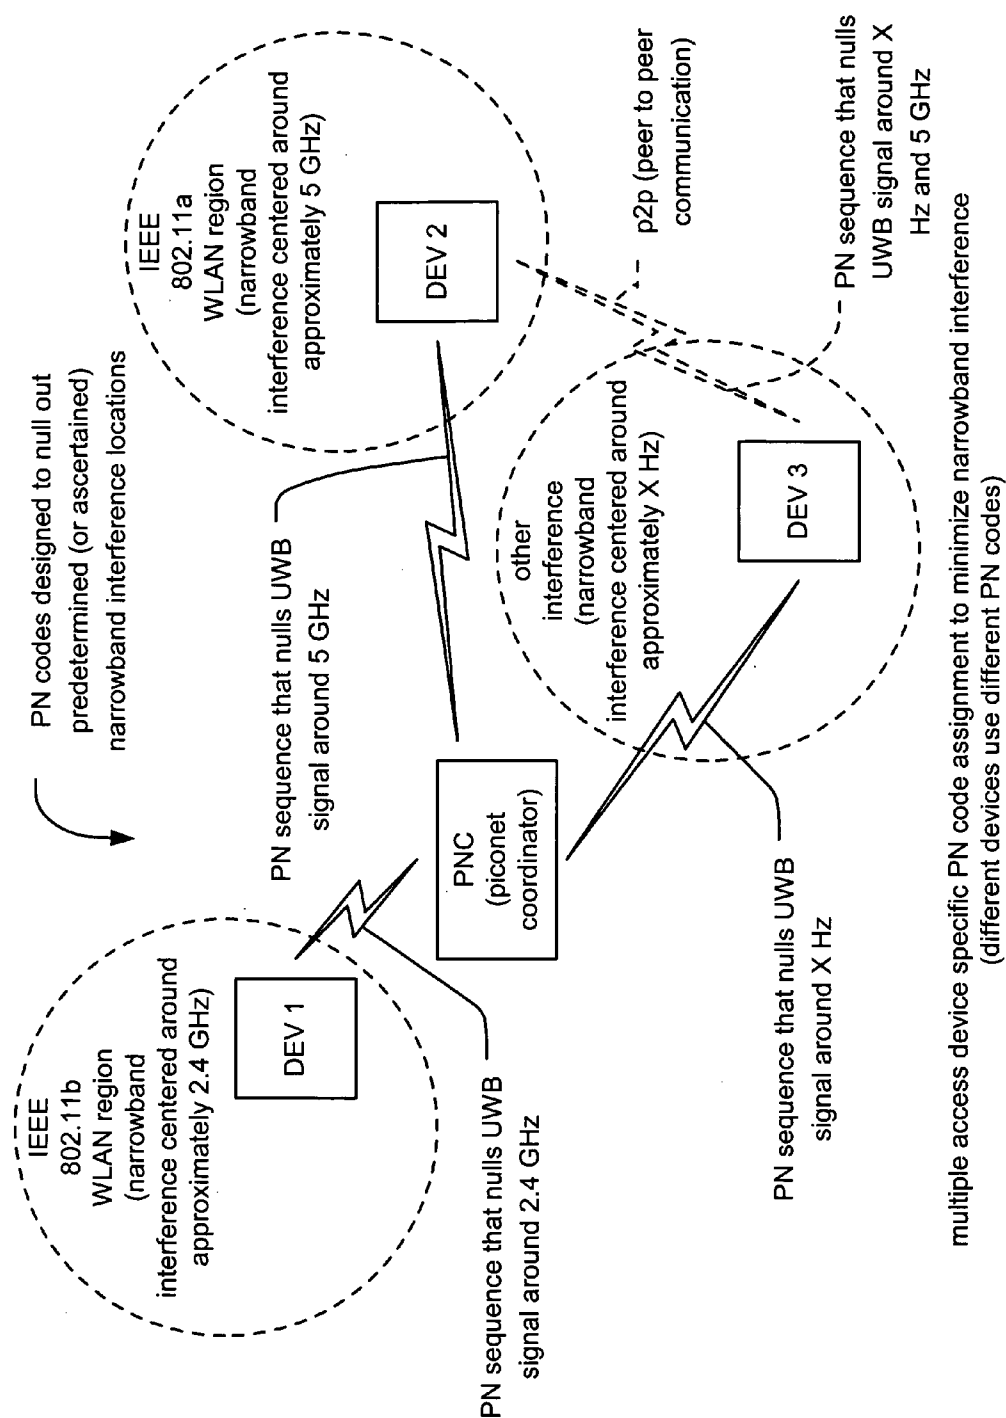 PN codes designed to null out
predetermined (or ascertained)
narrowband interference locations
IEEE
802.11b
WLAN region
(narrowband
interference centered around
approximately 2.4 GHz)
DEV 1
PN sequence that nulls UWB
signal around 2.4 GHz
PNC
(piconet
coordinator)
PN sequence that nulls UWB
signal around 5 GHz
IEEE
802.11a
WLAN region
(narrowband
interference centered around
approximately 5 GHz)
DEV 2
other
interference
(narrowband
interference centered around
approximately X Hz)
DEV 3
PN sequence that nulls UWB
signal around X Hz
p2p (peer to peer
communication)
PN sequence that nulls
UWB signal around X
Hz and 5 GHz
multiple access device specific PN code assignment to minimize narrowband interference
(different devices use different PN codes)